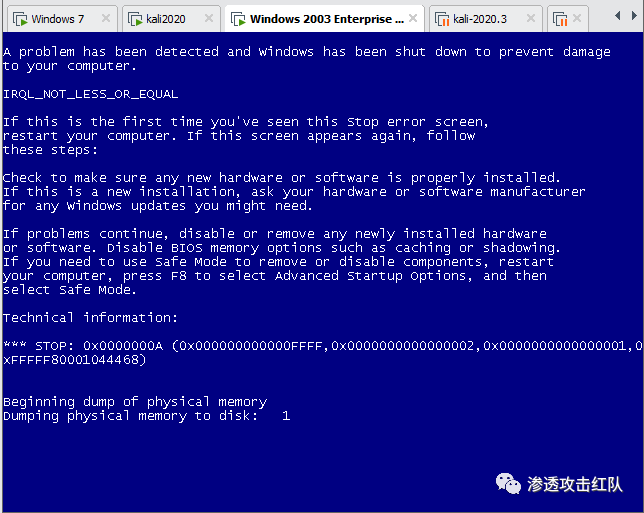 Windows 7
kali2020
Windows 2003 Enterprise ...
kali-2020.3
A problem has been detected and Windows has been shut down to prevent damage
to your computer.
IRQL_NOT_LESS_OR_EQUAL
If this is the first time you've seen this Stop error screen,
restart your computer. If this screen appears again, follow
these steps:
Check to make sure any new hardware or software is properly installed.
If this is a new installation, ask your hardware or software manufacturer
for any Windows updates you might need.
If problems continue, disable or remove any newly installed hardware
or software. Disable BIOS memory options such as caching or shadowing.
If you need to use Safe Mode to remove or disable components, restart
your computer, press F8 to select Advanced Startup Options, and then
select Safe Mode.
Technical information:
*** STOP: 0x0000000A (0x000000000000FFFF,0x0000000000000002,0x0000000000000001,0
xFFFFF80001044468)
Beginning dump of physical memory
Dumping physical memory to disk:   1
渗透攻击红队